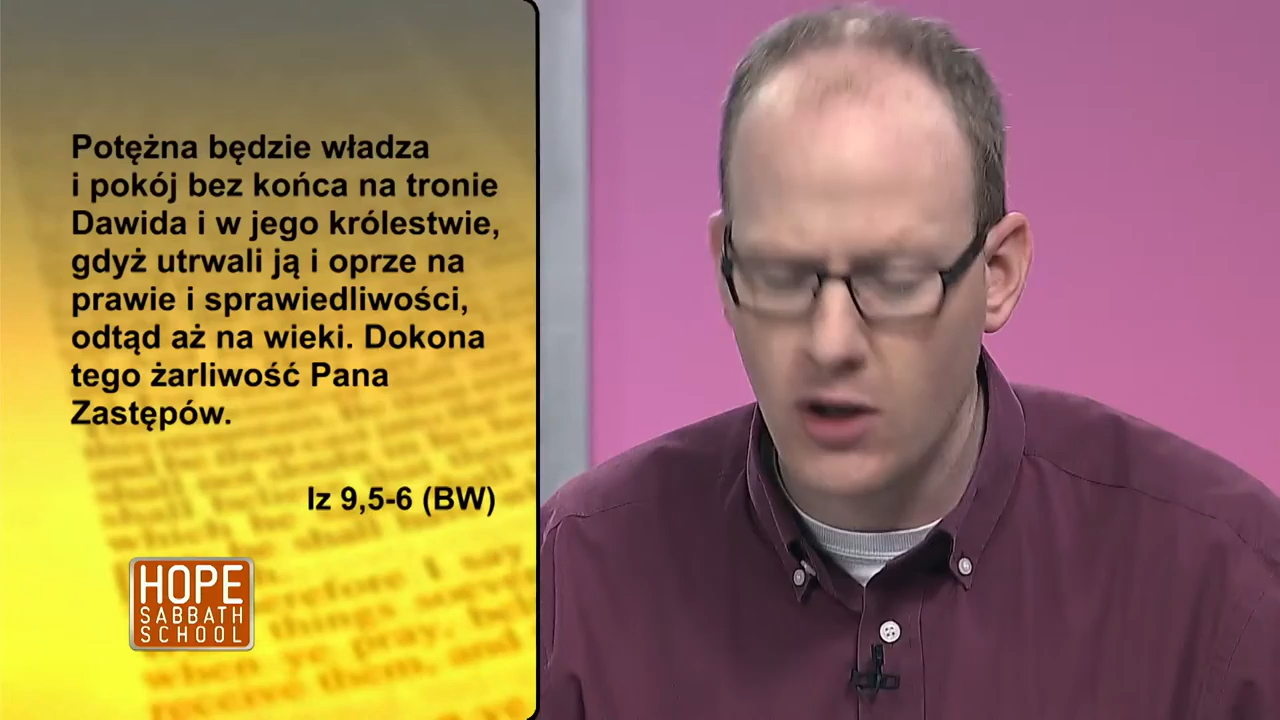 Potężna będzie władza
i pokój bez końca na tronie
Dawida i w jego królestwie,
gdyż utrwali ją i oprze na
prawie i sprawiedliwości,
odtąd aż na wieki. Dokona
tego żarliwość Pana
Zastępów.
Iz 9,5-6 (BW)
HOPE
SABBATH
SCHOOL